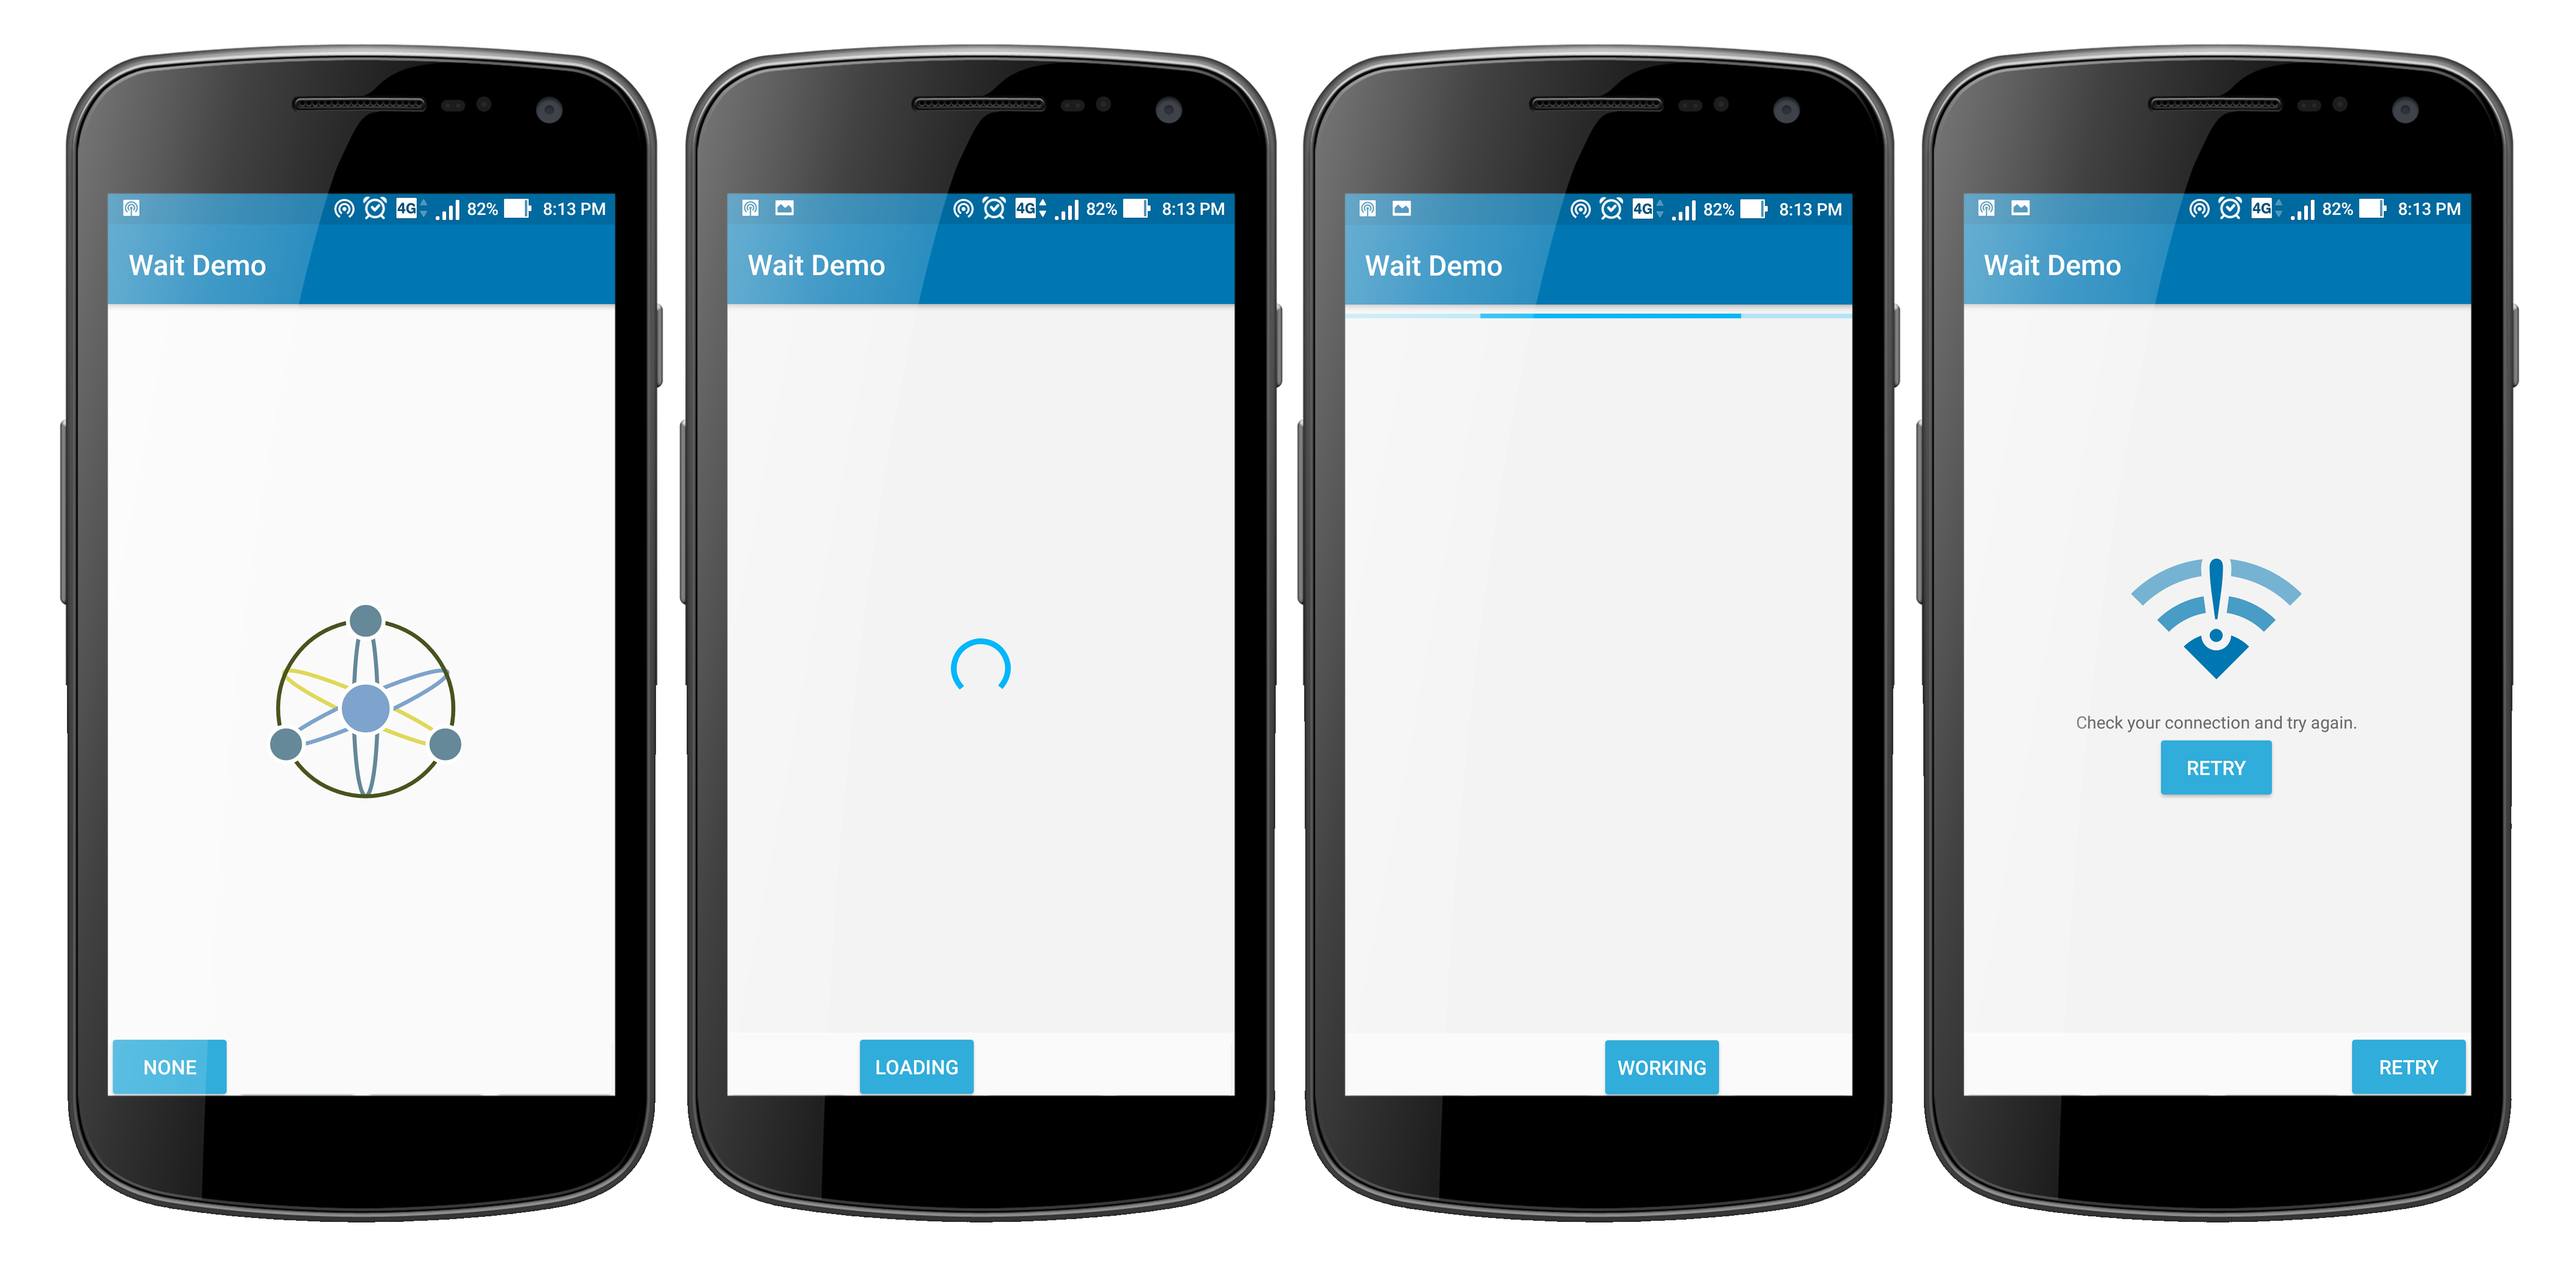 4G 82% 8:13 PM
Wait Demo
NONE
4G 82% 8:13 PM
Wait Demo
LOADING
4G 82% 8:13 PM
Wait Demo
WORKING
4G 82% 8:13 PM
Wait Demo
Check your connection and try again.
RETRY
RETRY